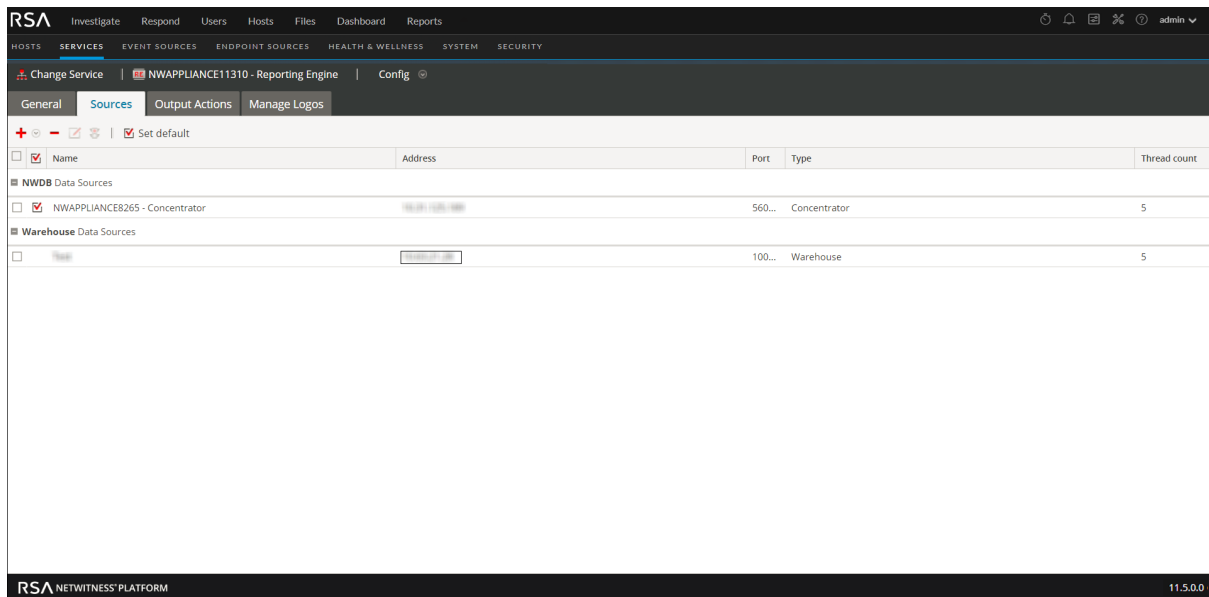 RSA Investigate Respond Users Hosts Files Dashboard Reports admin
HOSTS SERVICES EVENT SOURCES ENDPOINT SOURCES HEALTH & WELLNESS SYSTEM SECURITY
Change Service | RE NWAPPLIANCE11310 - Reporting Engine | Config
General Sources Output Actions Manage Logos
Set default
Name Address Port Type Thread count
NWDB Data Sources
NWAPPLIANCE8265 - Concentrator 560... Concentrator 5
Warehouse Data Sources
100... Warehouse 5
RSA NETWITNESS® PLATFORM 11.5.0.0